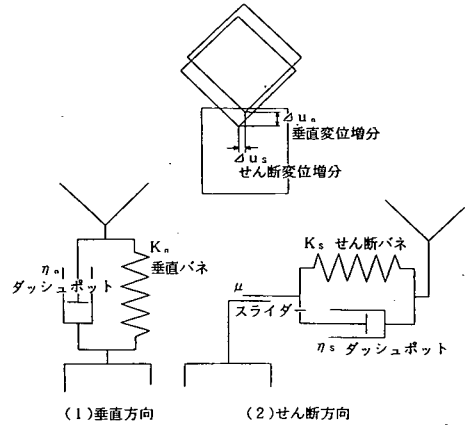 Δun
垂直変位増分
Δus
せん断変位増分
Kn
垂直バネ
ηn
ダッシュポット
Ks せん断バネ
μ
スライダー
ηs ダッシュポット
(1)垂直方向
(2)せん断方向